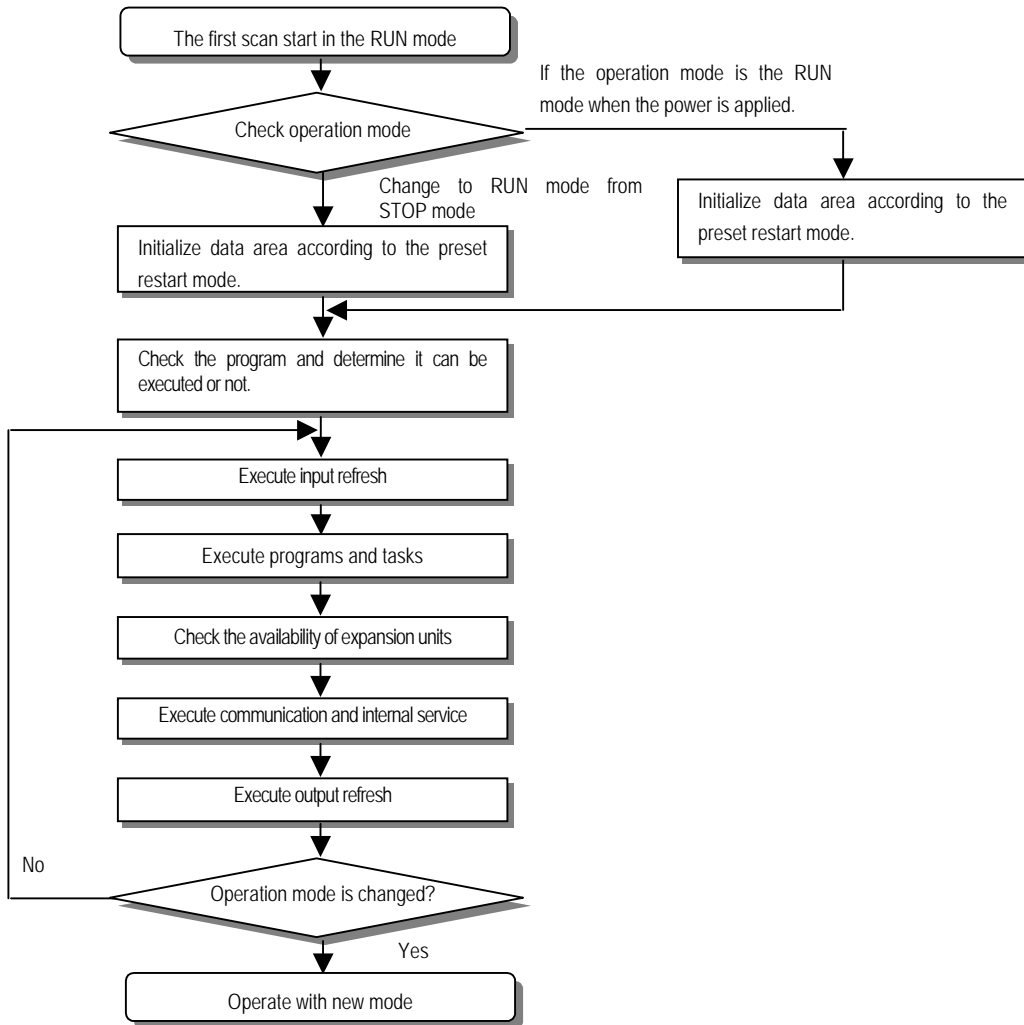 The first scan start in the RUN mode
If the operation mode is the RUN
mode when the power is applied.
Check operation mode
Change to RUN mode from
STOP mode
Initialize data area according to the
preset restart mode.
Initialize data area according to the preset
restart mode.
Check the program and determine it can be
executed or not.
Execute input refresh
Execute programs and tasks
Check the availability of expansion units
Execute communication and internal service
Execute output refresh
No
Operation mode is changed?
Yes
Operate with new mode